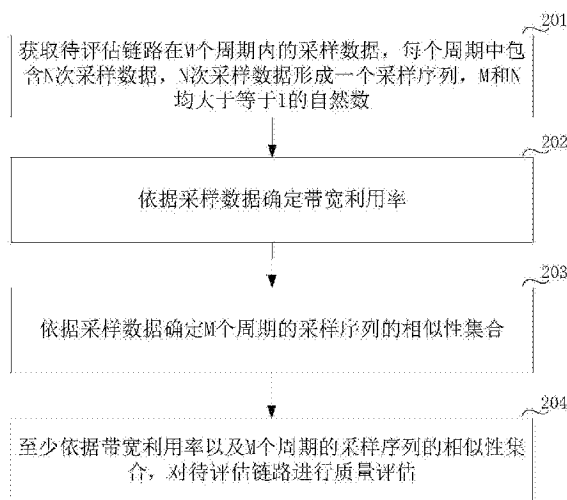 201
获取待评估链路在M个周期内的采样数据，每个周期中包
含N次采样数据，N次采样数据形成一个采样序列，M和N
均大于等于1的自然数
202
依据采样数据确定带宽利用率
203
依据采样数据确定M个周期的采样序列的相似性集合
204
至少依据带宽利用率以及M个周期的采样序列的相似性集
合，对待评估链路进行质量评估